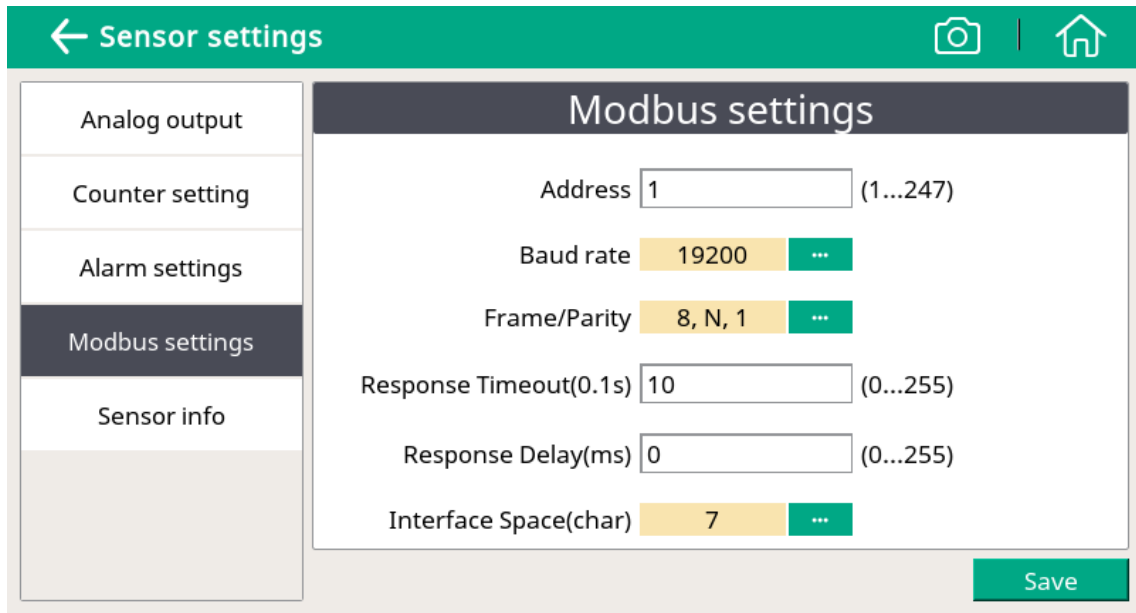 Sensor settings
Analog output
Counter setting
Alarm settings
Modbus settings
Sensor info
Modbus settings
Address 1 (1...247)
Baud rate 19200 ...
Frame/Parity 8, N, 1 ...
Response Timeout(0.1s) 10 (0...255)
Response Delay(ms) 0 (0...255)
Interface Space(char) 7 ...
Save